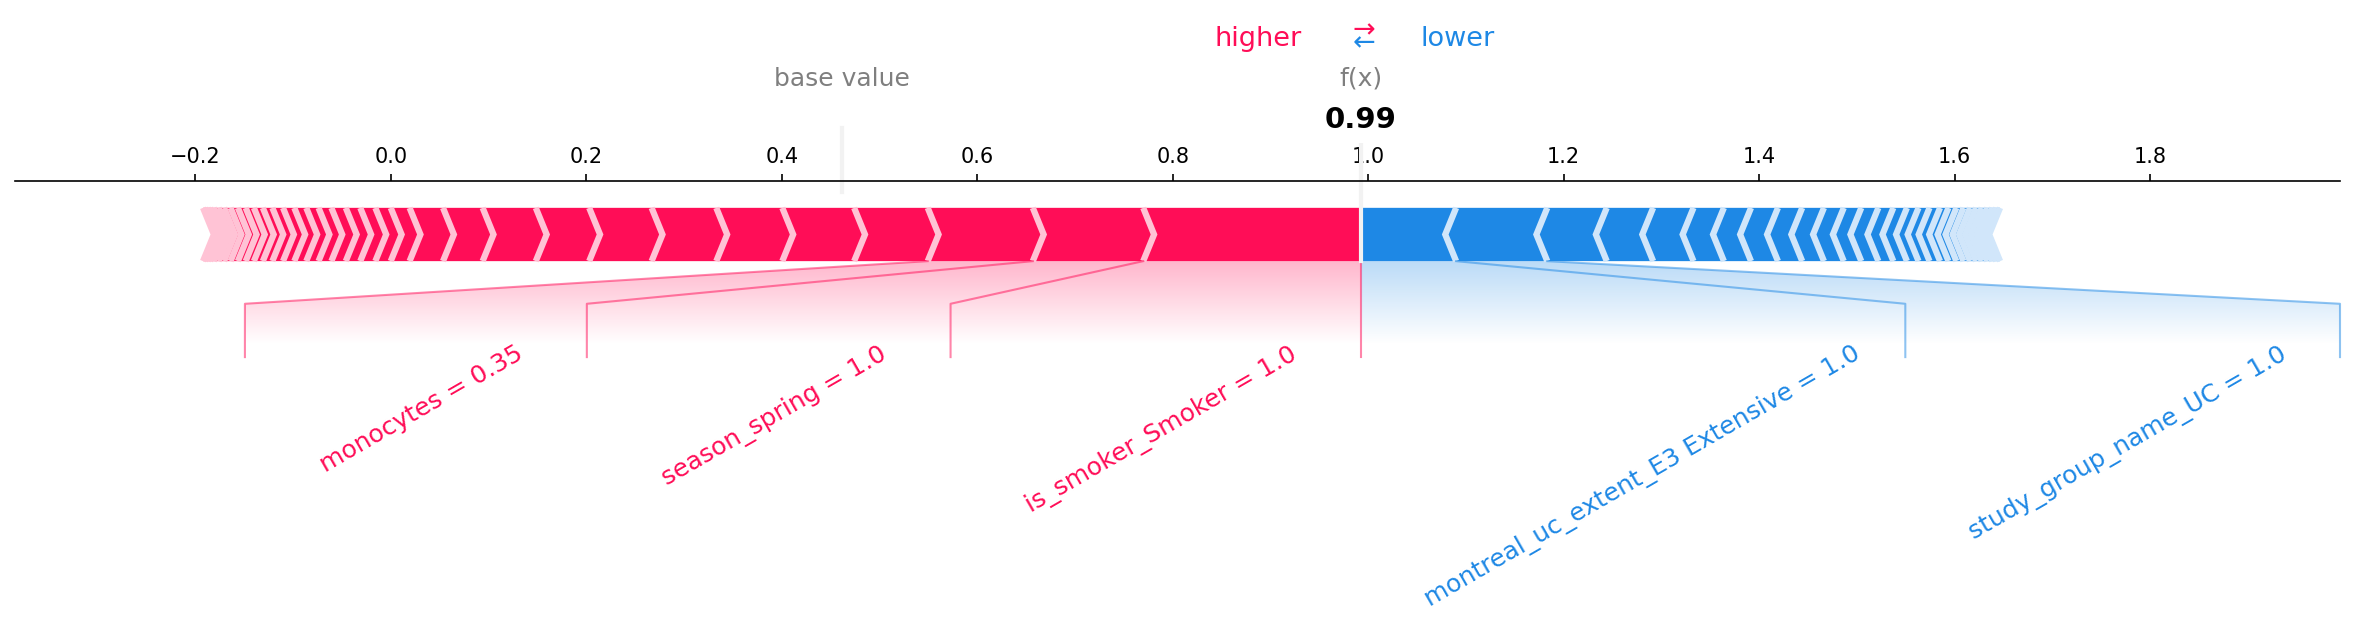 higher ⇄ lower
base value f(x)
0.99
−0.2 0.0 0.2 0.4 0.6 0.8 1.0 1.2 1.4 1.6 1.8
monocytes = 0.35
season_spring = 1.0
is_smoker_Smoker = 1.0
montreal_uc_extent_E3 Extensive = 1.0
study_group_name_UC = 1.0